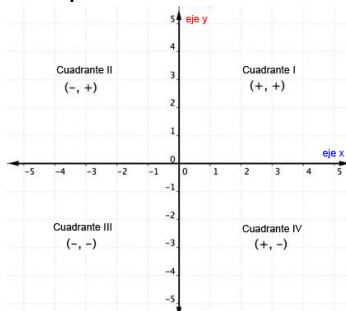 5
eje y
Cuadrante II
Cuadrante I
4
(-, +)
(+, +)
3
2
1
0
eje x
-5 -4 -3 -2 -1 0 1 2 3 4 5
-1
-2
Cuadrante III
Cuadrante IV
(-, -)
(+, -)
-3
-4
-5